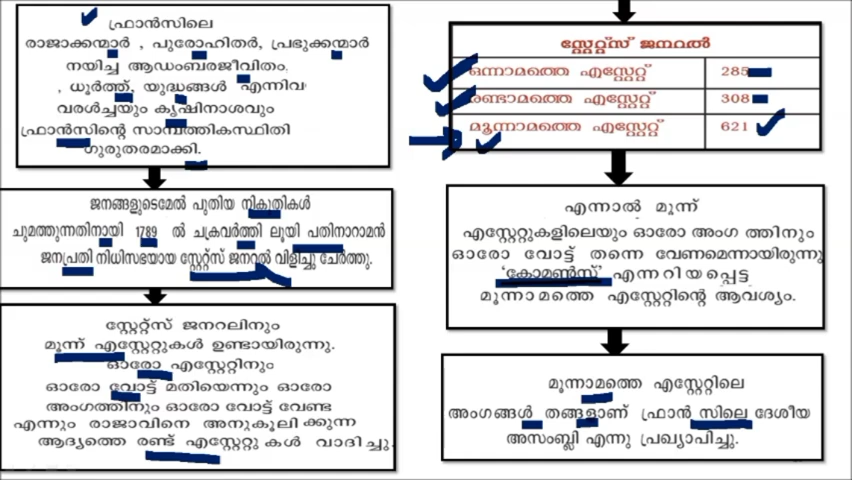 ഫ്രാൻസിലെ
രാജാക്കന്മാർ , പുരോഹിതർ, പ്രഭുക്കന്മാർ
നയിച്ച ആഡംബരജീവിതം,
, ധൂർത്ത്, യുദ്ധങ്ങൾ എന്നിവ
വരൾച്ചയും കൃഷിനാശവും
ഫ്രാൻസിന്റെ സാമ്പത്തികസ്ഥിതി
ഗുരുതരമാക്കി.
ജനങ്ങളുടെമേൽ പുതിയ നികുതികൾ
ചുമത്തുന്നതിനായി 1789 ൽ ചക്രവർത്തി ലൂയി പതിനാറാമൻ
ജനപ്രതി നിധിസഭയായ സ്റ്റേറ്റ്സ് ജനറൽ വിളിച്ചു ചേർത്തു.
സ്റ്റേറ്റ്സ് ജനറലിനും
മൂന്ന് എസ്റ്റേറ്റുകൾ ഉണ്ടായിരുന്നു.
ഓരോ എസ്റ്റേറ്റിനും
ഓരോ വോട്ട് മതിയെന്നും ഓരോ
അംഗത്തിനും ഓരോ വോട്ട് വേണ്ട
എന്നും രാജാവിനെ അനുകൂലി ക്കുന്ന
ആദ്യത്തെ രണ്ട് എസ്റ്റേറ്റു കൾ വാദിച്ചു.
സ്റ്റേറ്റ്സ് ജനറൽ
ഒന്നാമത്തെ എസ്റ്റേറ്റ് 285
രണ്ടാമത്തെ എസ്റ്റേറ്റ് 308
മൂന്നാമത്തെ എസ്റ്റേറ്റ് 621
എന്നാൽ മൂന്ന്
എസ്റ്റേറ്റുകളിലെയും ഓരോ അംഗ ത്തിനും
ഓരോ വോട്ട് തന്നെ വേണമെന്നായിരുന്നു
'കോമൺസ്' എന്ന റി യ പ്പെട്ട
മൂന്നാ മത്തെ എസ്റ്റേറ്റിന്റെ ആവശ്യം.
മൂന്നാമത്തെ എസ്റ്റേറ്റിലെ
അംഗങ്ങൾ തങ്ങളാണ് ഫ്രാൻ സിലെ ദേശീയ
അസംബ്ലി എന്നു പ്രഖ്യാപിച്ചു.